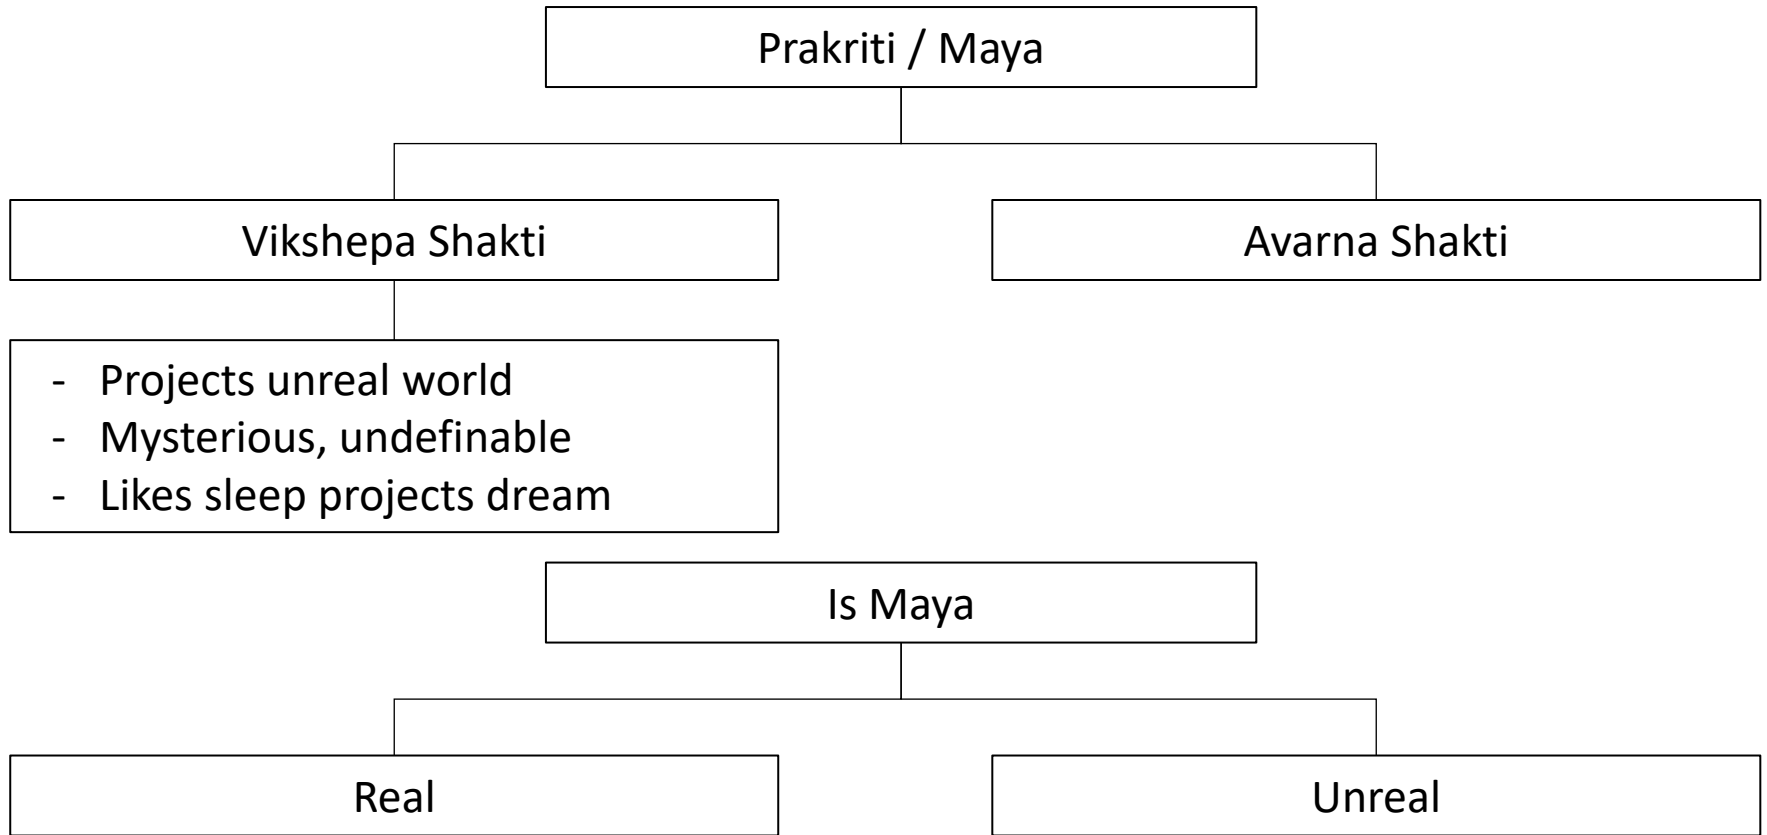 Prakriti / Maya
Vikshepa Shakti
Avarna Shakti
- Projects unreal world
- Mysterious, undefinable
- Likes sleep projects dream
Is Maya
Real
Unreal